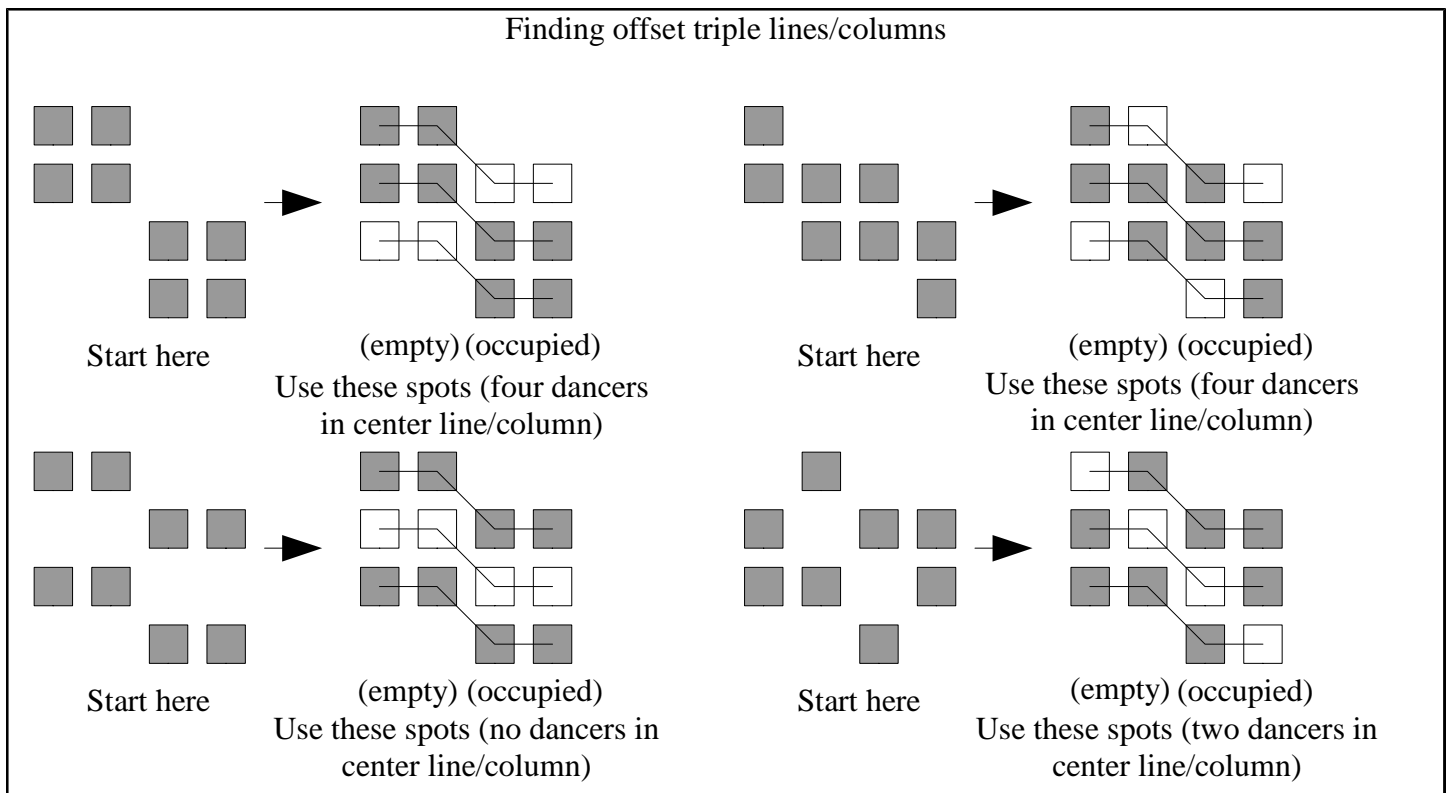 Finding offset triple lines/columns
Start here
(empty) (occupied)
Use these spots (four dancers
in center line/column)
Start here
(empty) (occupied)
Use these spots (four dancers
in center line/column)
Start here
(empty) (occupied)
Use these spots (no dancers in
center line/column)
Start here
(empty) (occupied)
Use these spots (two dancers in
center line/column)